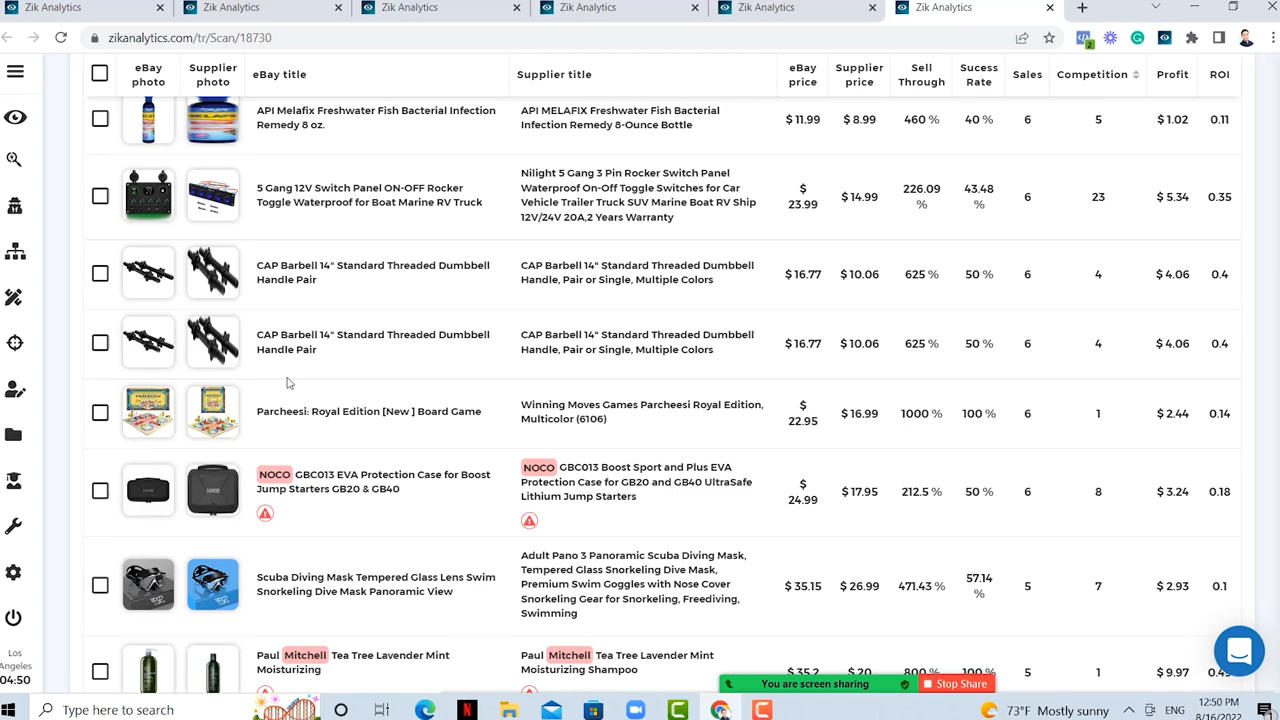 Zik Analytics
Zik Analytics
Zik Analytics
Zik Analytics
Zik Analytics
Zik Analytics
zikanalytics.com/tr/Scan/18730
2
eBay photo
Supplier photo
eBay title
Supplier title
eBay price
Supplier price
Sell Through
Sucess Rate
Sales
Competition
Profit
ROI
API Melafix Freshwater Fish Bacterial Infection
Remedy 8 oz.
API MELAFIX Freshwater Fish Bacterial
Infection Remedy 8-Ounce Bottle
$ 11.99
$ 8.99
460 %
40 %
6
5
$ 1.02
0.11
5 Gang 12V Switch Panel ON-OFF Rocker
Toggle Waterproof for Boat Marine RV Truck
Nilight 5 Gang 3 Pin Rocker Switch Panel
Waterproof On-Off Toggle Switches for Car
Vehicle Trailer Truck SUV Marine Boat RV Ship
12V/24V 20A,2 Years Warranty
$
23.99
$ 14.99
226.09
%
43.48
%
6
23
$ 5.34
0.35
CAP Barbell 14" Standard Threaded Dumbbell
Handle Pair
CAP Barbell 14" Standard Threaded Dumbbell
Handle, Pair or Single, Multiple Colors
$ 16.77
$ 10.06
625 %
50 %
6
4
$ 4.06
0.4
CAP Barbell 14" Standard Threaded Dumbbell
Handle Pair
CAP Barbell 14" Standard Threaded Dumbbell
Handle, Pair or Single, Multiple Colors
$ 16.77
$ 10.06
625 %
50 %
6
4
$ 4.06
0.4
Parcheesi: Royal Edition [New ] Board Game
Winning Moves Games Parcheesi Royal Edition,
Multicolor (6106)
$
22.95
$ 16.99
1000 %
100 %
6
1
$ 2.44
0.14
NOCO GBC013 EVA Protection Case for Boost
Jump Starters GB20 & GB40
NOCO GBC013 Boost Sport and Plus EVA
Protection Case for GB20 and GB40 UltraSafe
Lithium Jump Starters
$
24.99
$ 17.95
212.5 %
50 %
6
8
$ 3.24
0.18
Scuba Diving Mask Tempered Glass Lens Swim
Snorkeling Dive Mask Panoramic View
Adult Pano 3 Panoramic Scuba Diving Mask,
Tempered Glass Snorkeling Dive Mask,
Premium Swim Goggles with Nose Cover
Snorkeling Gear for Snorkeling, Freediving,
Swimming
$ 35.15
$ 26.99
471.43 %
57.14
%
5
7
$ 2.93
0.1
Paul Mitchell Tea Tree Lavender Mint
Moisturizing
Paul Mitchell Tea Tree Lavender Mint
Moisturizing Shampoo
$ 35.2
$ 20
800 %
100 %
5
1
$ 9.97
Los
Angeles
04:50
You are screen sharing
Stop Share
Type here to search
73°F Mostly sunny
ENG
12:50 PM